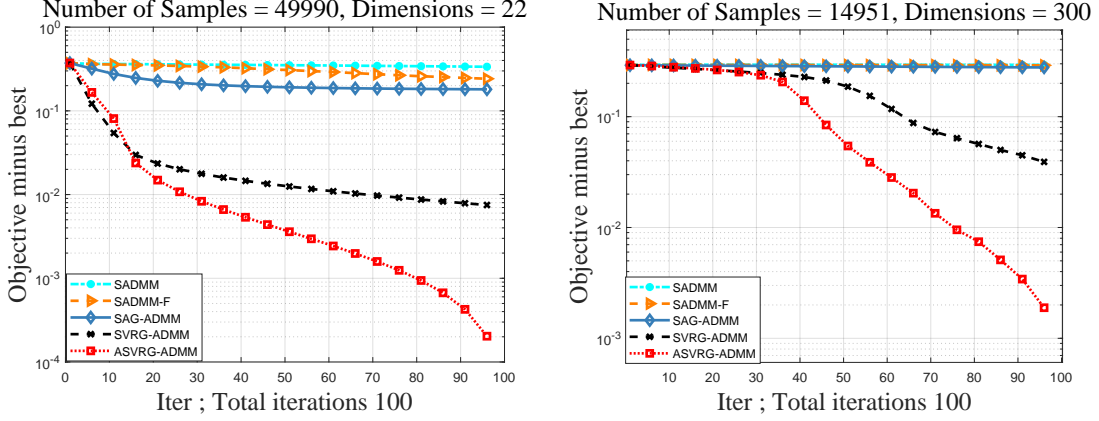 Number of Samples = 49990, Dimensions = 22
10^0
10^-1
10^-2
10^-3
10^-4
Objective minus best
SADMM
SADMM-F
SAG-ADMM
SVRG-ADMM
ASVRG-ADMM
0 10 20 30 40 50 60 70 80 90 100
Iter ; Total iterations 100
Number of Samples = 14951, Dimensions = 300
10^-1
10^-2
10^-3
Objective minus best
SADMM
SADMM-F
SAG-ADMM
SVRG-ADMM
ASVRG-ADMM
10 20 30 40 50 60 70 80 90 100
Iter ; Total iterations 100